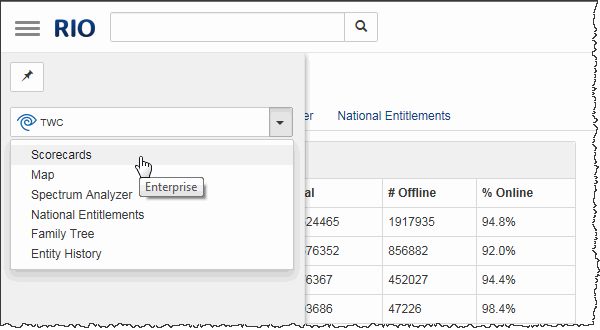 RIO
TWC
er National Entitlements
Scorecards
Map
Enterprise
Spectrum Analyzer
National Entitlements
Family Tree
Entity History
al # Offline % Online
24465 1917935 94.8%
76352 856882 92.0%
76367 452027 94.4%
3686 47226 98.4%